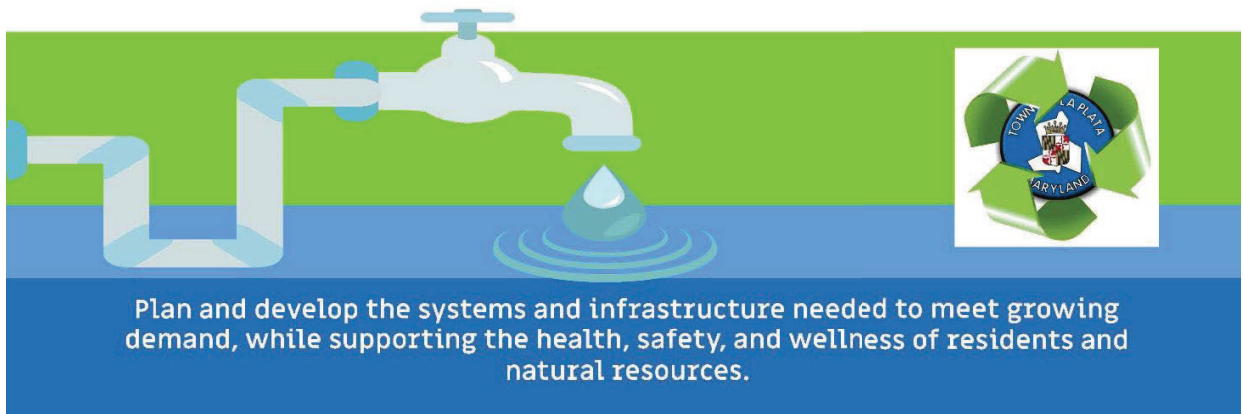 TOWN LA PLATA
MARYLAND
Plan and develop the systems and infrastructure needed to meet growing
demand, while supporting the health, safety, and wellness of residents and
natural resources.